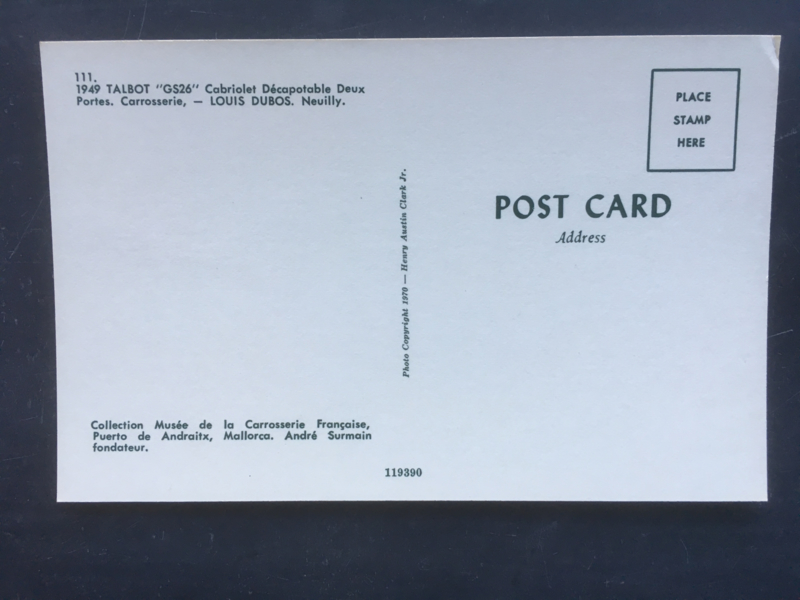 111.
1949 TALBOT "GS26" Cabriolet Décapotable Deux
Portes. Carrosserie, — LOUIS DUBOS. Neuilly.
PLACE
STAMP
HERE
POST CARD
Address
Photo Copyright 1970 — Henry Austin Clark Jr.
Collection Musée de la Carrosserie Française,
Puerto de Andraitx, Mallorca. André Surmain
fondateur.
119390